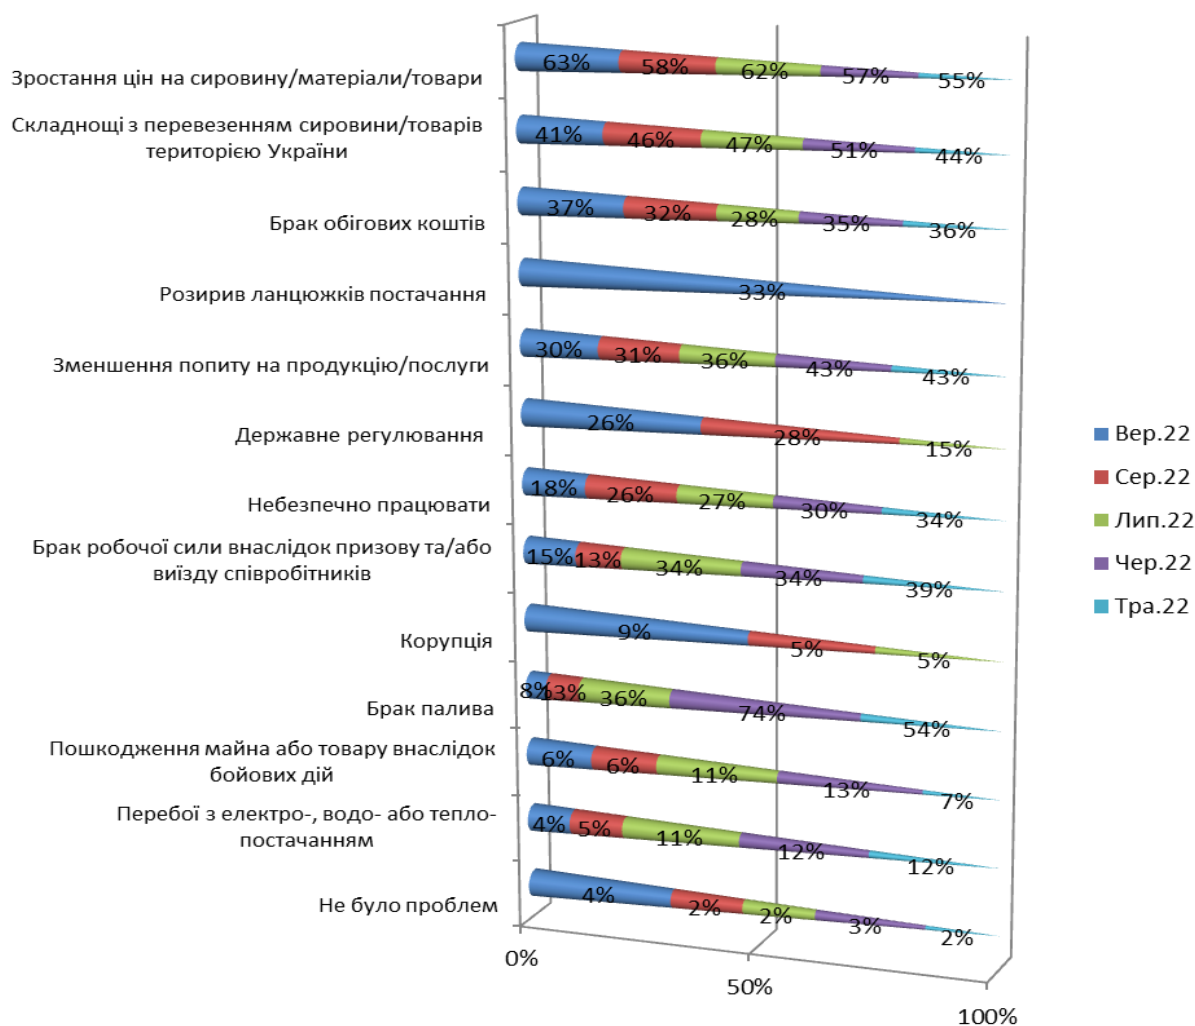 Зростання цін на сировину/матеріали/товари
63% 58% 62% 57% 55%
Складнощі з перевезенням сировини/товарів
територією України
41% 46% 47% 51% 44%
Брак обігових коштів
37% 32% 28% 35% 36%
Розирив ланцюжків постачання
33%
Зменшення попиту на продукцію/послуги
30% 31% 36% 43% 43%
Державне регулювання
26% 28% 15%
Небезпечно працювати
18% 26% 27% 30% 34%
Брак робочої сили внаслідок призову та/або
виїзду співробітників
15% 13% 34% 34% 39%
Корупція
9% 5% 5%
Брак палива
8% 13% 36% 74% 54%
Пошкодження майна або товару внаслідок
бойових дій
6% 6% 11% 13% 7%
Перебої з електро-, водо- або тепло-
постачанням
4% 5% 11% 12% 12%
Не було проблем
4% 2% 2% 3% 2%
0% 50% 100%
Вер.22
Сер.22
Лип.22
Чер.22
Тра.22